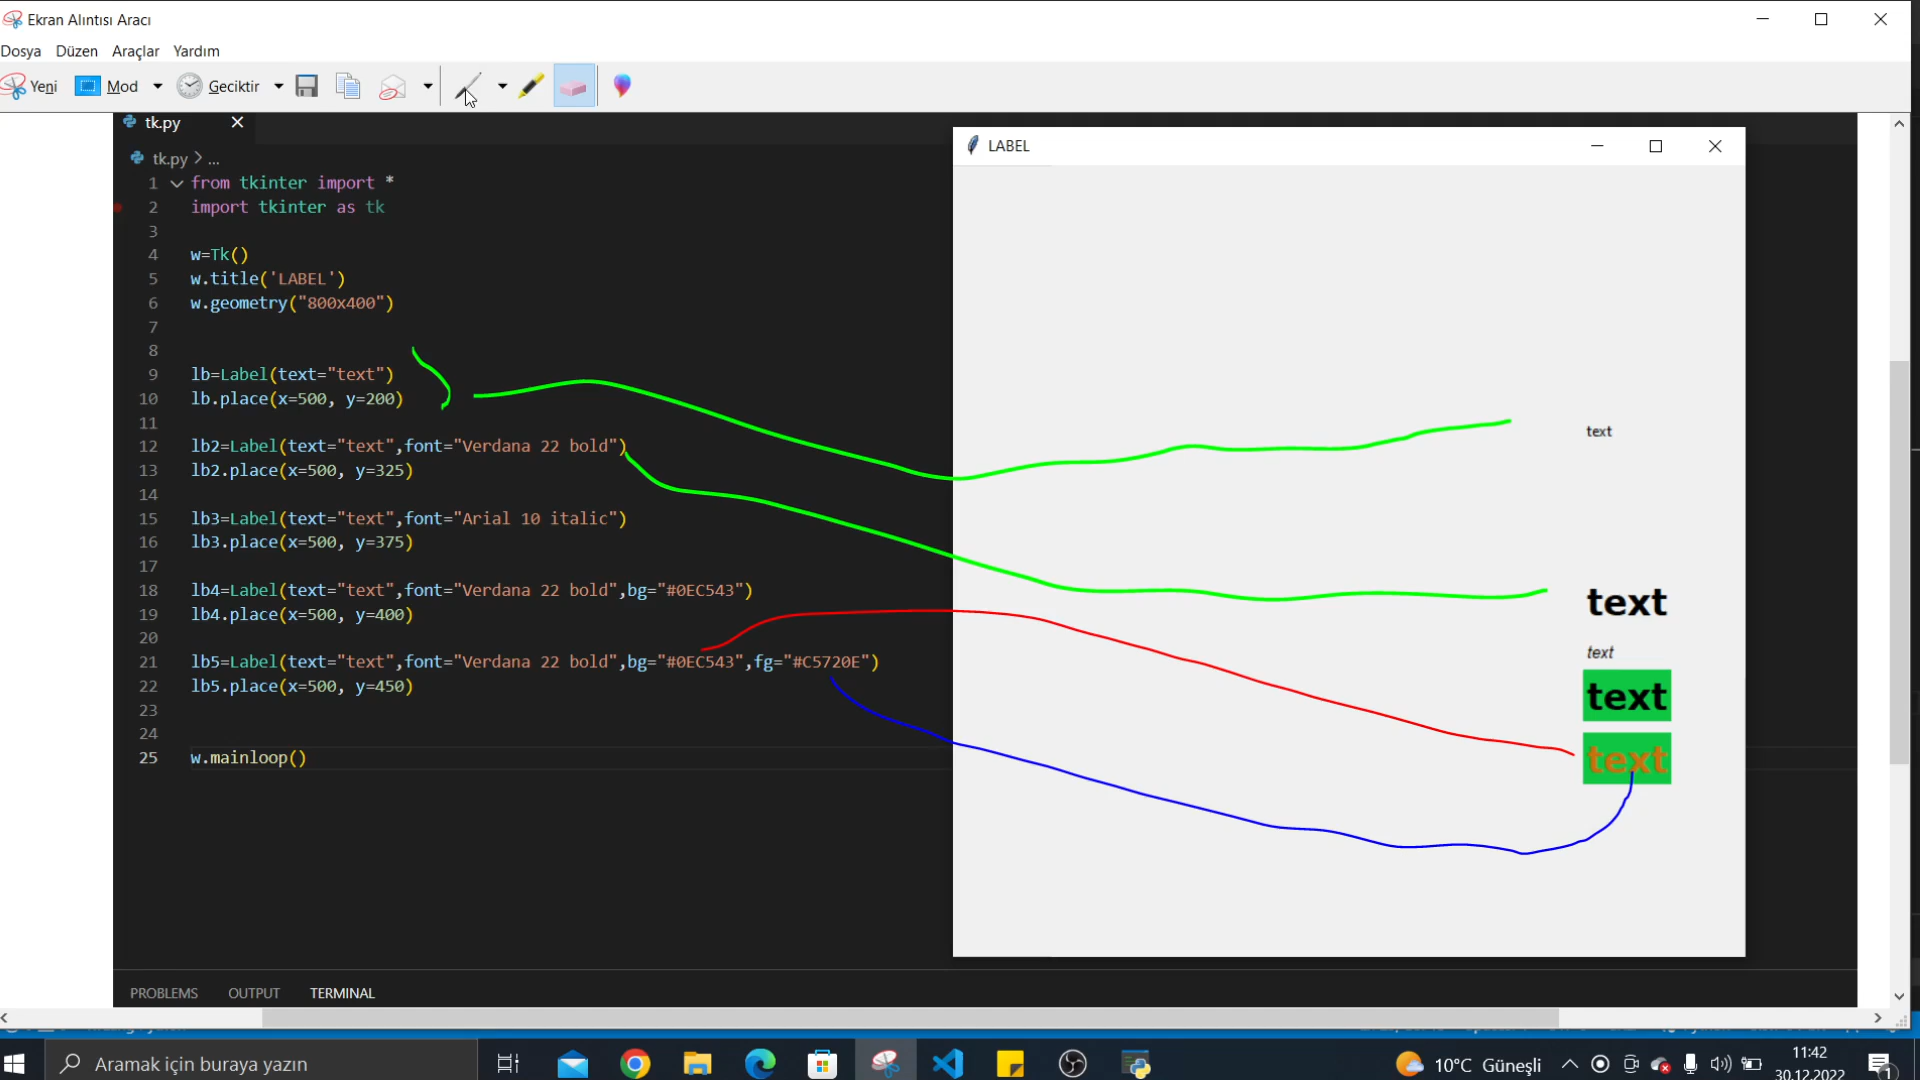 Ekran Alıntısı Aracı
Dosya Düzen Araçlar Yardım
Yeni Mod Geciktir
tk.py
tk.py > ...
1 from tkinter import *
2 import tkinter as tk
3
4 w=Tk()
5 w.title('LABEL')
6 w.geometry("800x400")
7
8
9 lb=Label(text="text")
10 lb.place(x=500, y=200)
11
12 lb2=Label(text="text",font="Verdana 22 bold")
13 lb2.place(x=500, y=325)
14
15 lb3=Label(text="text",font="Arial 10 italic")
16 lb3.place(x=500, y=375)
17
18 lb4=Label(text="text",font="Verdana 22 bold",bg="#0EC543")
19 lb4.place(x=500, y=400)
20
21 lb5=Label(text="text",font="Verdana 22 bold",bg="#0EC543",fg="#C5720E")
22 lb5.place(x=500, y=450)
23
24
25 w.mainloop()
LABEL
text
text
text
text
text
PROBLEMS OUTPUT TERMINAL
Aramak için buraya yazın
10°C Güneşli
11:42
30.12.2022
1